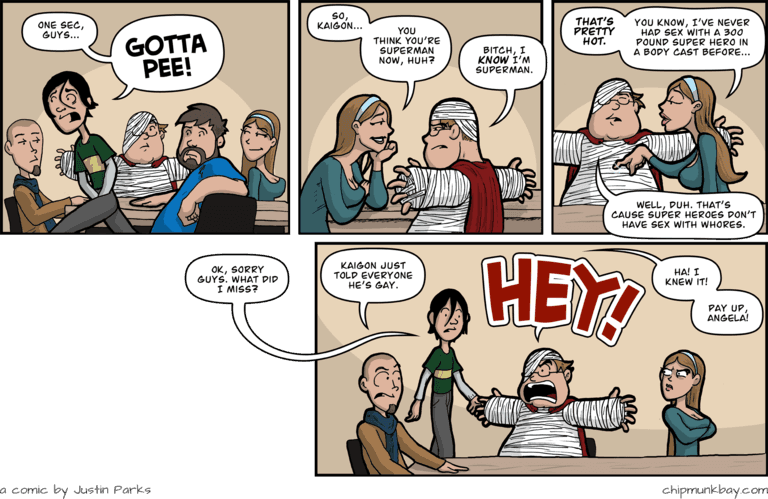 ONE SEC,
GUYS...
GOTTA
PEE!
SO,
KAIGON...
YOU
THINK YOU'RE
SUPERMAN
NOW, HUH?
BITCH, I
KNOW I'M
SUPERMAN.
THAT'S
PRETTY
HOT.
YOU KNOW, I'VE NEVER
HAD SEX WITH A 300
POUND SUPER HERO IN
A BODY CAST BEFORE...
WELL, DUH. THAT'S
CAUSE SUPER HEROES DON'T
HAVE SEX WITH WHORES.
OK, SORRY
GUYS. WHAT DID
I MISS?
KAIGON JUST
TOLD EVERYONE
HE'S GAY.
HEY!
HA! I
KNEW IT!
PAY UP,
ANGELA!
a comic by Justin Parks
chipmunkbay.com